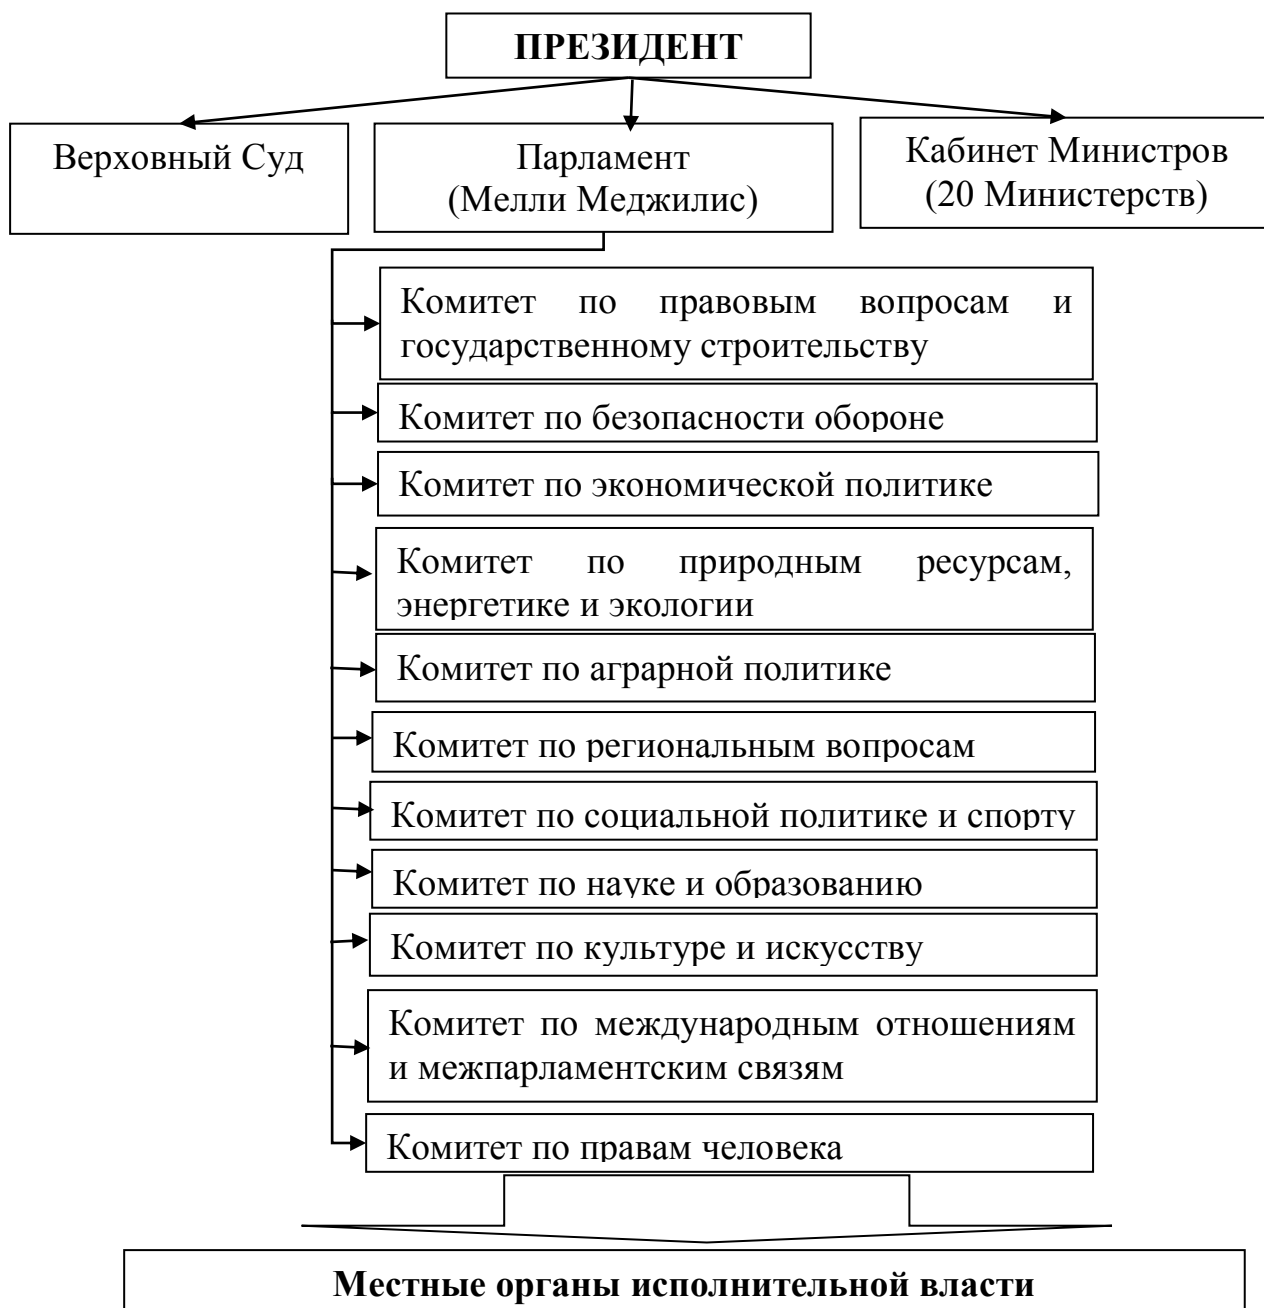 ПРЕЗИДЕНТ
Верховный Суд
Парламент
(Мелли Меджилис)
Кабинет Министров
(20 Министерств)
Комитет по правовым вопросам и
государственному строительству
Комитет по безопасности обороне
Комитет по экономической политике
Комитет по природным ресурсам,
энергетике и экологии
Комитет по аграрной политике
Комитет по региональным вопросам
Комитет по социальной политике и спорту
Комитет по науке и образованию
Комитет по культуре и искусству
Комитет по международным отношениям
и межпарламентским связям
Комитет по правам человека
Местные органы исполнительной власти